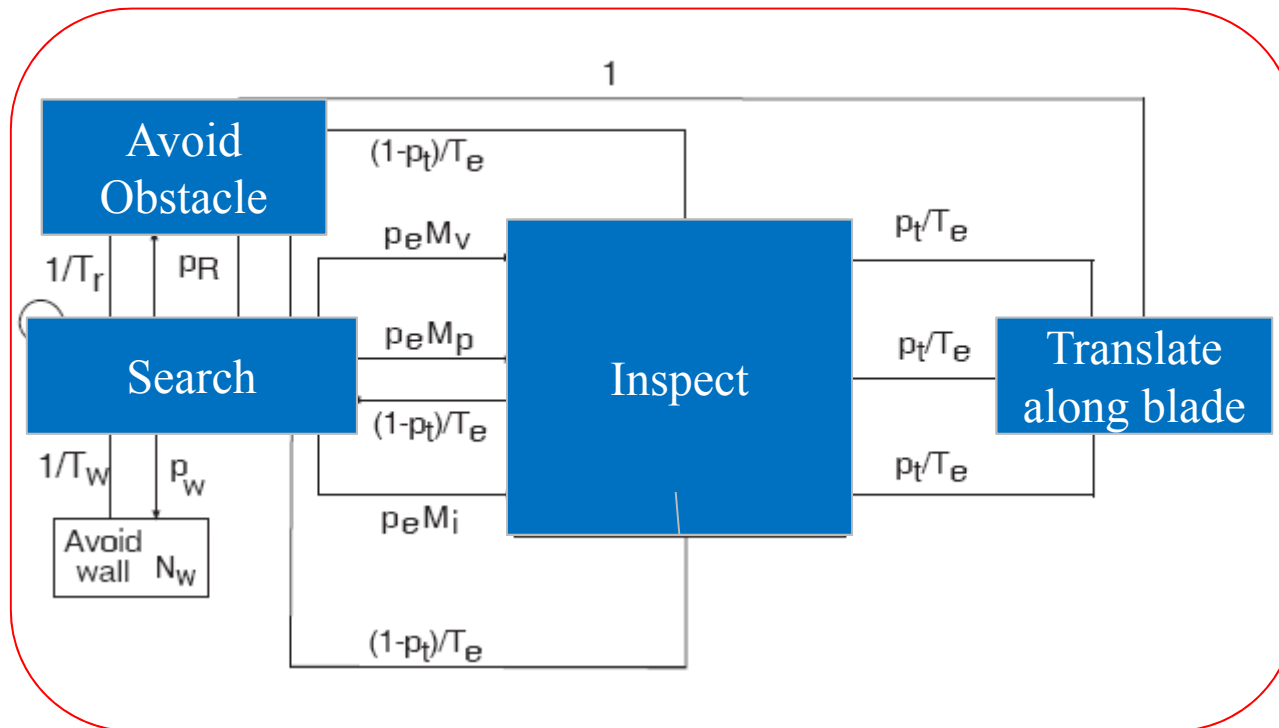 1
Avoid
Obstacle
(1-pt)/Te
peMv
pt/Te
1/Tr
pR
peMp
pt/Te
Search
Inspect
Translate
along blade
(1-pt)/Te
1/Tw
pw
peMi
pt/Te
Avoid
wall Nw
(1-pt)/Te